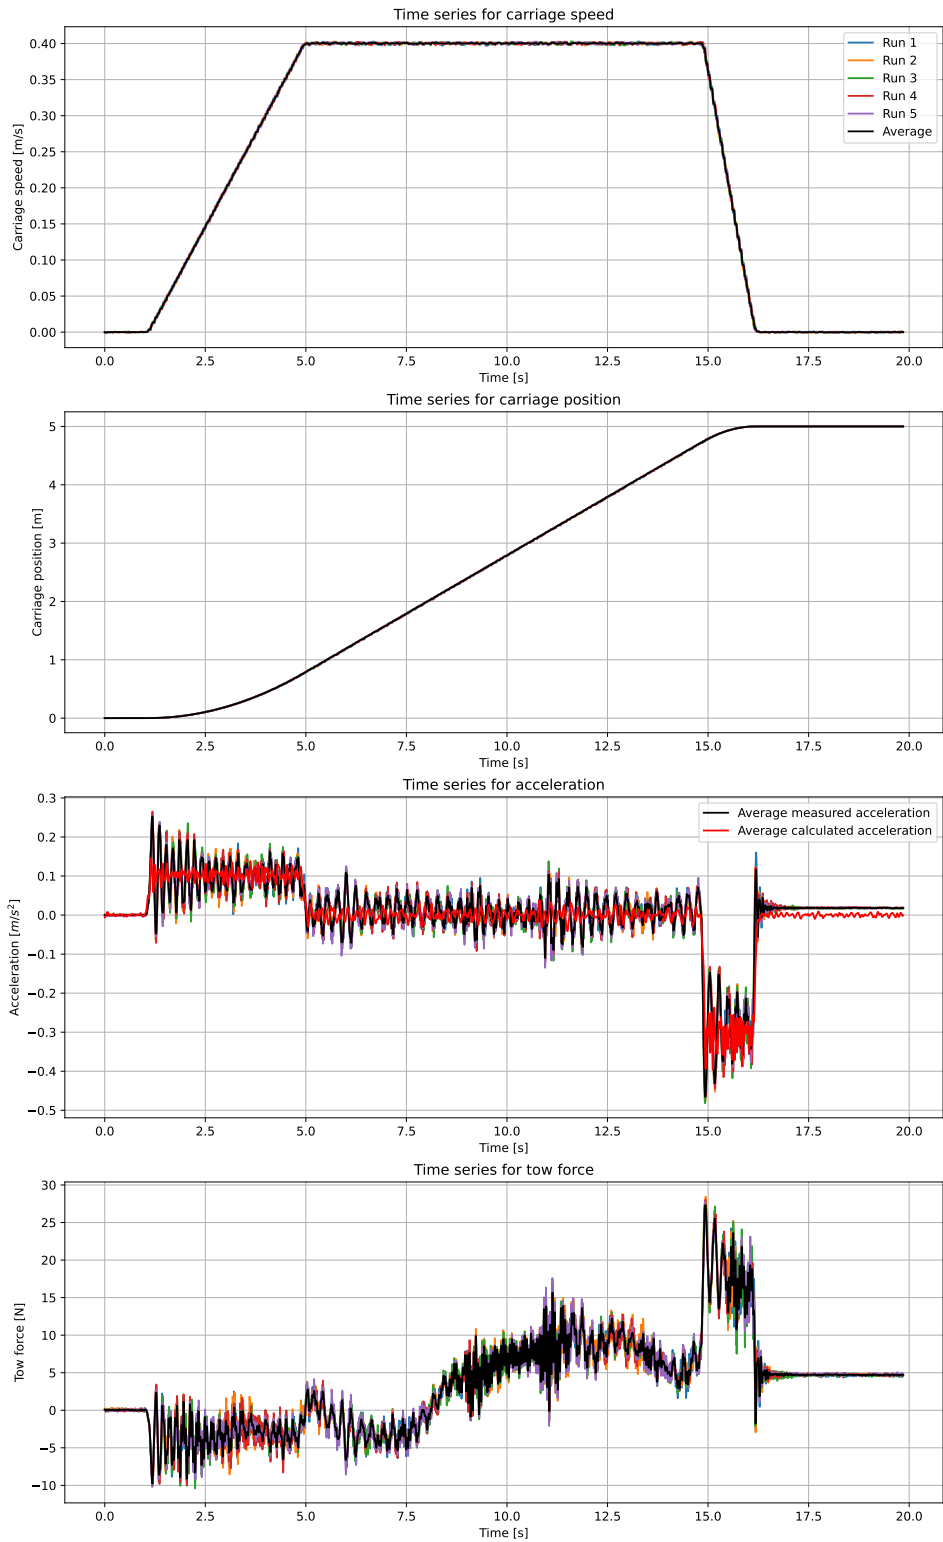 Time series for carriage speed
Carriage speed [m/s]
0.40
0.35
0.30
0.25
0.20
0.15
0.10
0.05
0.00
Run 1
Run 2
Run 3
Run 4
Run 5
Average
0.0 2.5 5.0 7.5 10.0 12.5 15.0 17.5 20.0
Time [s]
Time series for carriage position
Carriage position [m]
5
4
3
2
1
0
0.0 2.5 5.0 7.5 10.0 12.5 15.0 17.5 20.0
Time [s]
Time series for acceleration
Acceleration [m/s²]
0.3
0.2
0.1
0.0
−0.1
−0.2
−0.3
−0.4
−0.5
Average measured acceleration
Average calculated acceleration
0.0 2.5 5.0 7.5 10.0 12.5 15.0 17.5 20.0
Time [s]
Time series for tow force
Tow force [N]
30
25
20
15
10
5
0
−5
−10
0.0 2.5 5.0 7.5 10.0 12.5 15.0 17.5 20.0
Time [s]